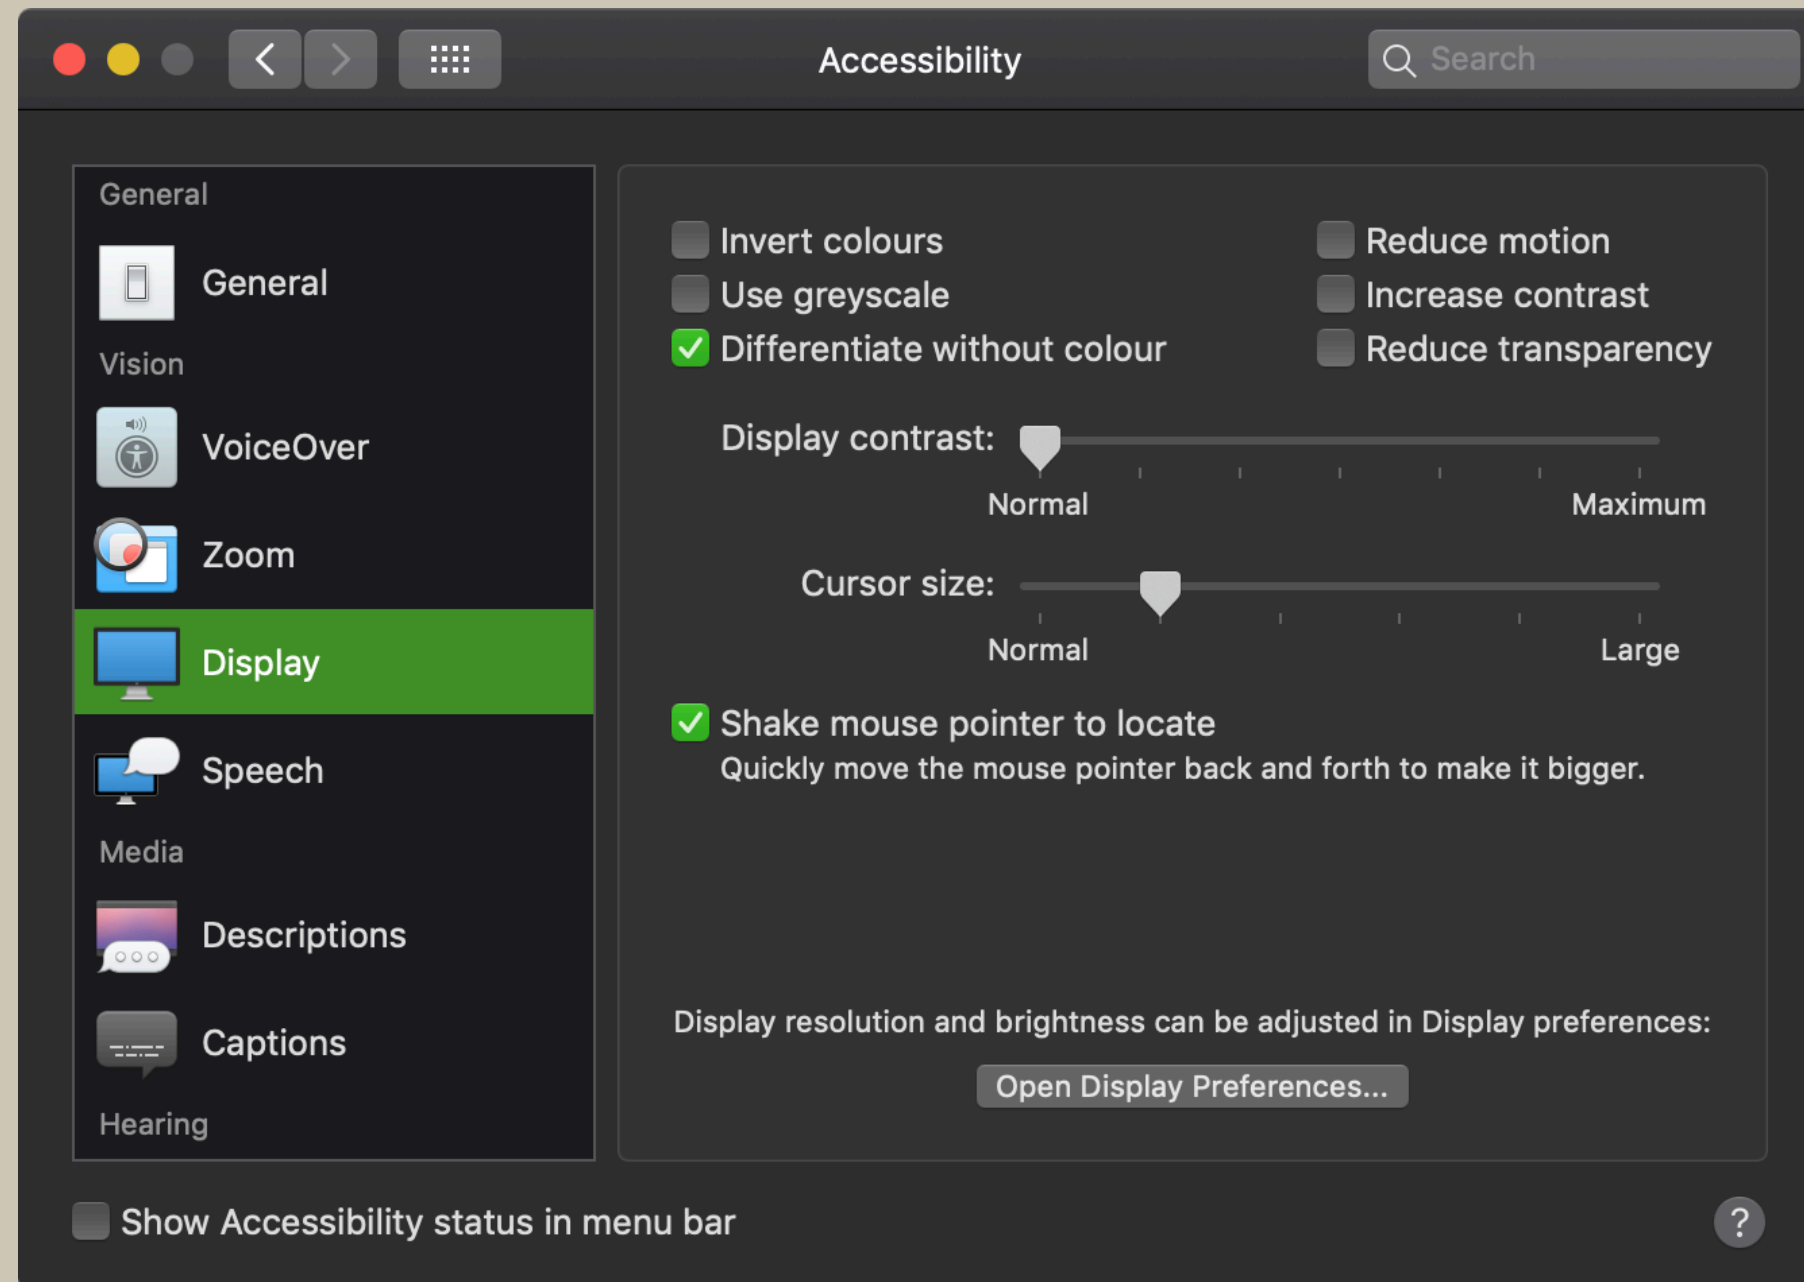 Accessibility
Search
General
General
Vision
VoiceOver
Zoom
Display
Speech
Media
Descriptions
Captions
Hearing
Invert colours
Use greyscale
Differentiate without colour
Reduce motion
Increase contrast
Reduce transparency
Display contrast:
Normal
Maximum
Cursor size:
Normal
Large
Shake mouse pointer to locate
Quickly move the mouse pointer back and forth to make it bigger.
Display resolution and brightness can be adjusted in Display preferences:
Open Display Preferences...
Show Accessibility status in menu bar
?